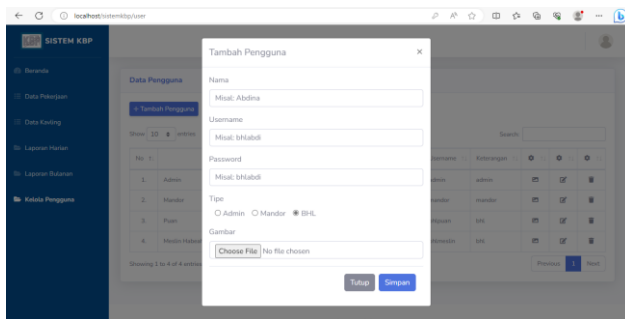 localhost/sistemkbp/user
KBP SISTEM KBP
Tambah Pengguna ×
Beranda
Data Pekerjaan
Data Kavling
Laporan Harian
Laporan Bulanan
Kelola Pengguna
Data Pengguna
+ Tambah Pengguna
Show 10 entries
Search:
No
Username Keterangan
1. Admin admin admin
2. Mandor mandor mandor
3. Puan bhl
4. bhl
Showing 1 to 4 of 4 entries
Previous 1 Next
Nama
Misal: Abdina
Username
Misal: bhlabdi
Password
Misal: bhlabdi
Tipe
Admin Mandor BHL
Gambar
Choose File No file chosen
Tutup Simpan